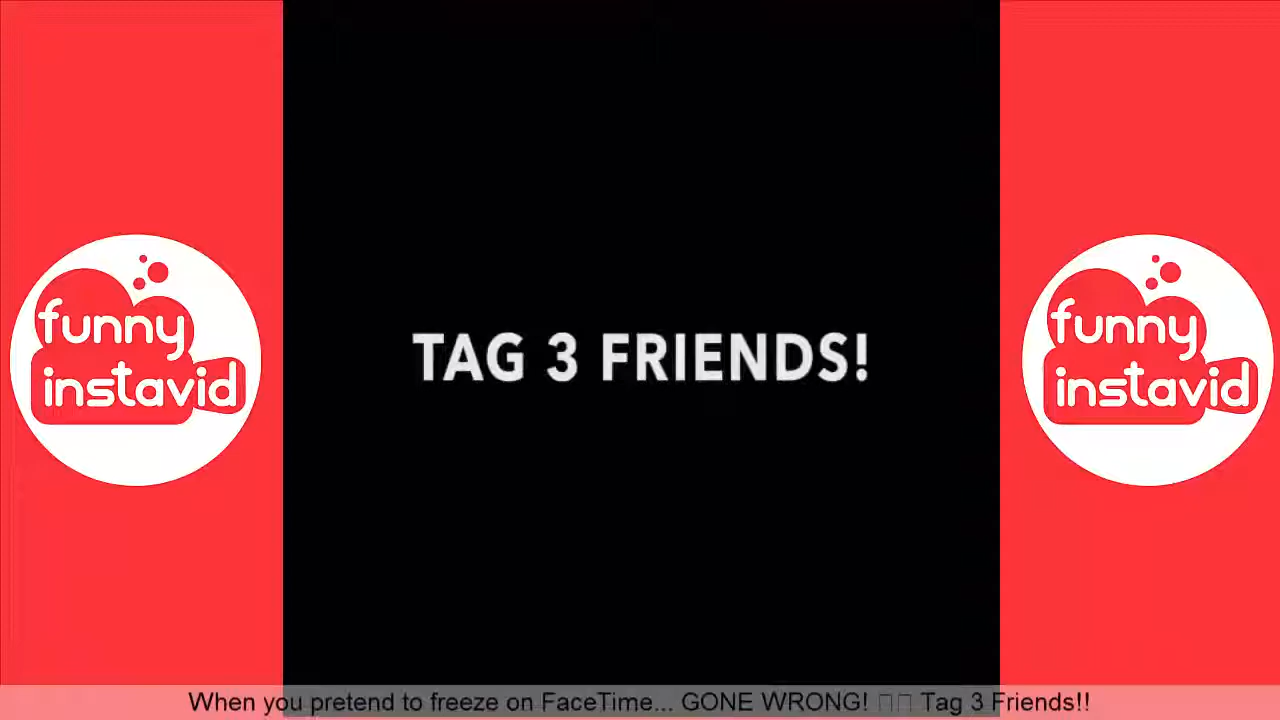 funny
instavid
TAG 3 FRIENDS!
funny
instavid
When you pretend to freeze on FaceTime... GONE WRONG! 􀀀􀀀 Tag 3 Friends!!